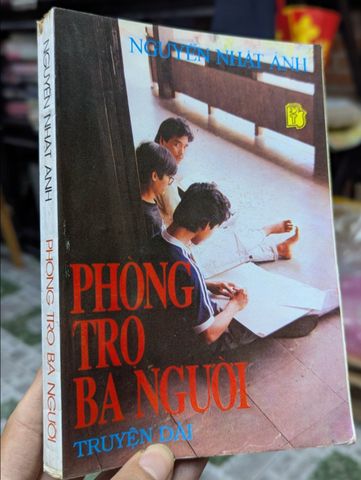 NGUYỄN NHẬT ÁNH
PHÒNG
TRỌ
BA NGƯỜI
TRUYỆN DÀI
NGUYỄN NHẬT ÁNH PHÒNG TRỌ BA NGƯỜI